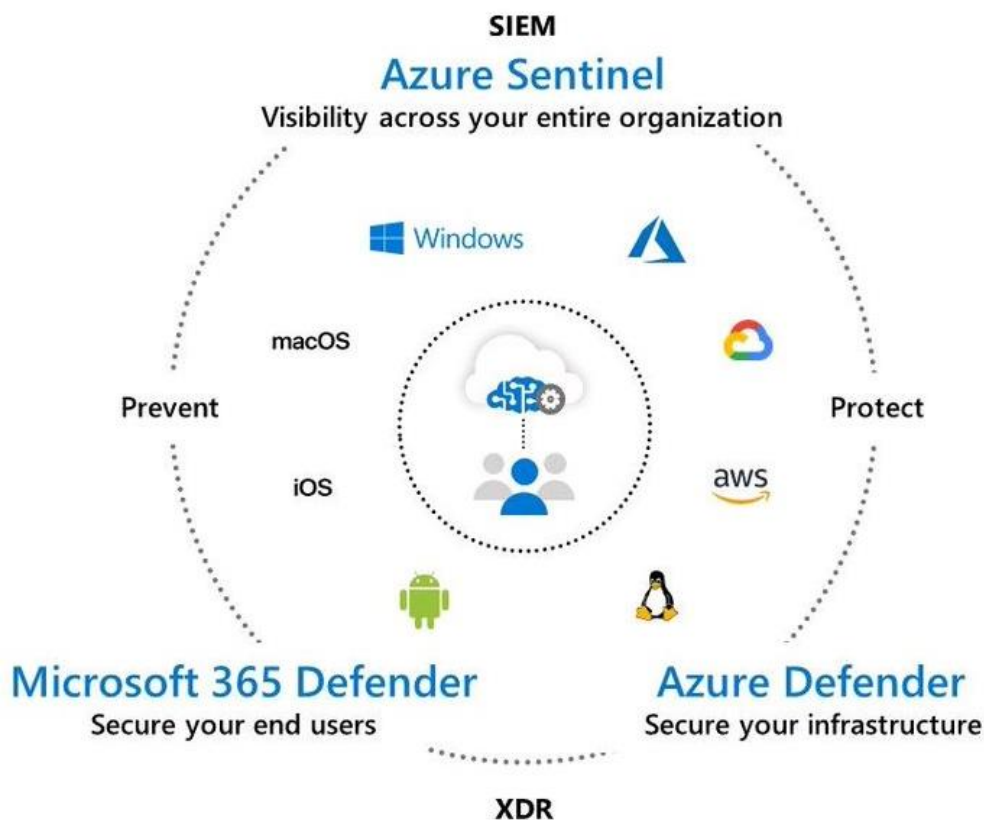 SIEM
Azure Sentinel
Visibility across your entire organization
Windows
macOS
Prevent
Protect
iOS
aws
Microsoft 365 Defender
Azure Defender
Secure your end users
Secure your infrastructure
XDR